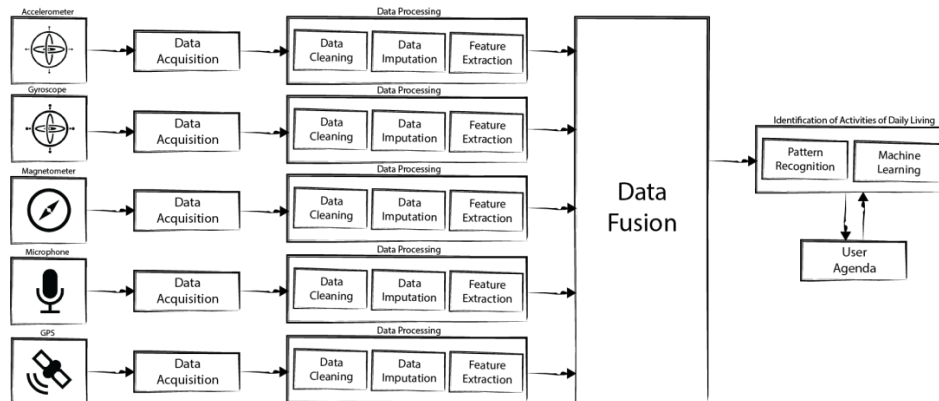 Accelerometer
Data
Acquisition
Data Processing
Data
Cleaning
Data
Imputation
Feature
Extraction
Gyroscope
Data
Acquisition
Data Processing
Data
Cleaning
Data
Imputation
Feature
Extraction
Magnetometer
Data
Acquisition
Data Processing
Data
Cleaning
Data
Imputation
Feature
Extraction
Microphone
Data
Acquisition
Data Processing
Data
Cleaning
Data
Imputation
Feature
Extraction
GPS
Data
Acquisition
Data Processing
Data
Cleaning
Data
Imputation
Feature
Extraction
Data
Fusion
Identification of Activities of Daily Living
Pattern
Recognition
Machine
Learning
User
Agenda